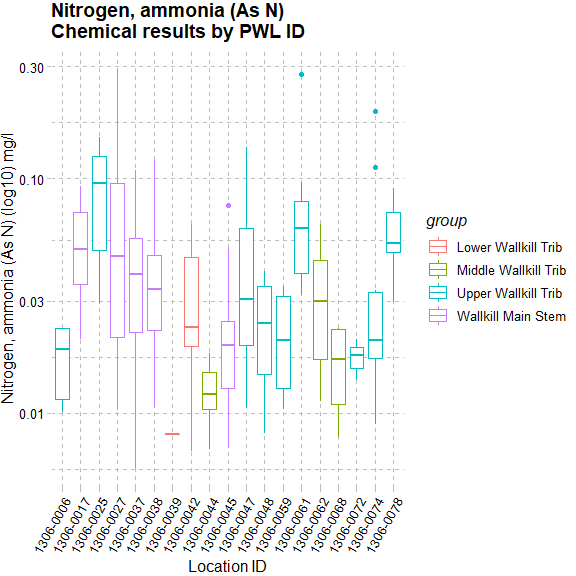 Nitrogen, ammonia (As N)
Chemical results by PWL ID
Nitrogen, ammonia (As N) (log10) mg/l
0.30
0.10
0.03
0.01
1306-0006
1306-0017
1306-0025
1306-0027
1306-0037
1306-0038
1306-0039
1306-0042
1306-0044
1306-0045
1306-0047
1306-0048
1306-0059
1306-0061
1306-0062
1306-0068
1306-0072
1306-0074
1306-0078
Location ID
group
Lower Wallkill Trib
Middle Wallkill Trib
Upper Wallkill Trib
Wallkill Main Stem